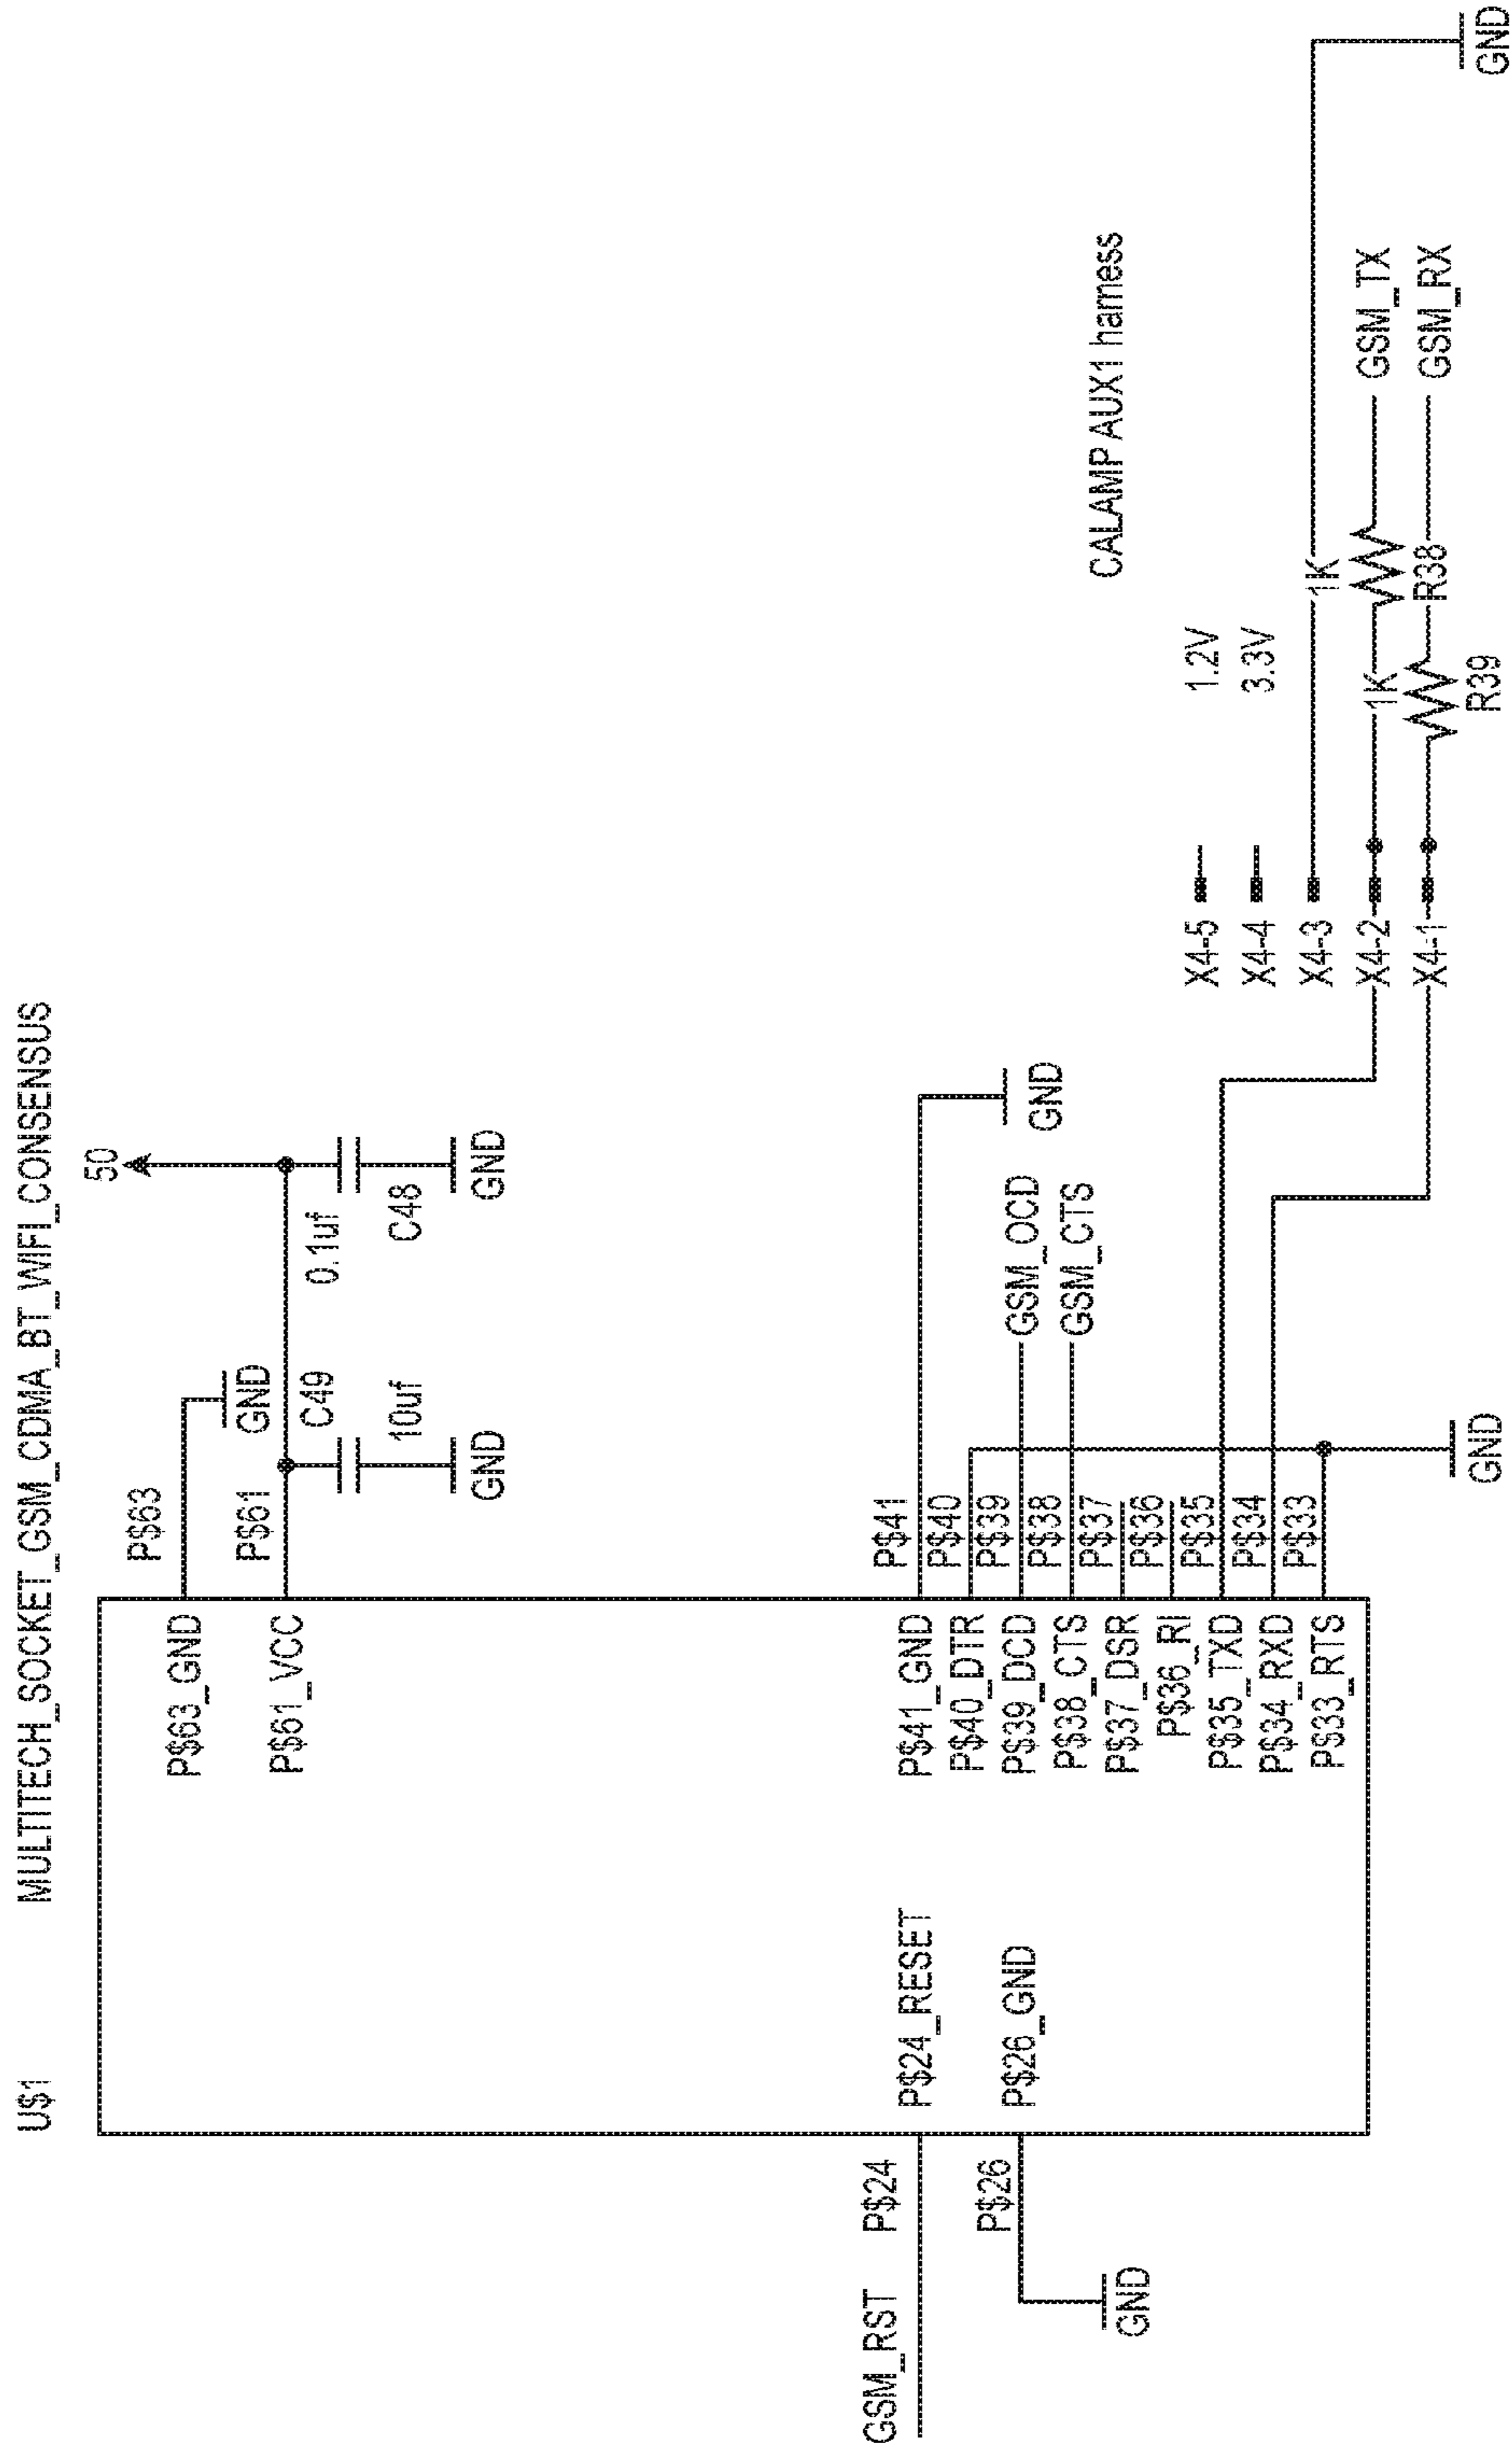 U$1 MULTITECH_SOCKET_GSM_CDMA_BT_WIFI_CONSENSUS
50
P$63
P$63_GND
GND
P$61
P$61_VCC
C49
0.1uf
10uf
C48
GND
GND
GSM_RST P$24
P$24_RESET
P$41_GND
P$41
P$40_DTR
P$40
P$26
P$26_GND
P$39_DCD
P$39
GSM_OCD
GND
P$38_CTS
P$38
GSM_CTS
GND
P$37_DSR
P$37
P$36_RI
P$36
P$35_TXD
P$35
P$34_RXD
P$34
P$33_RTS
P$33
GND
CALAMP AUX1 harness
X4-5
1.2V
X4-4
3.3V
X4-3
1K
X4-2
1K
GSM_TX
X4-1
R38
GSM_RX
R39
GND